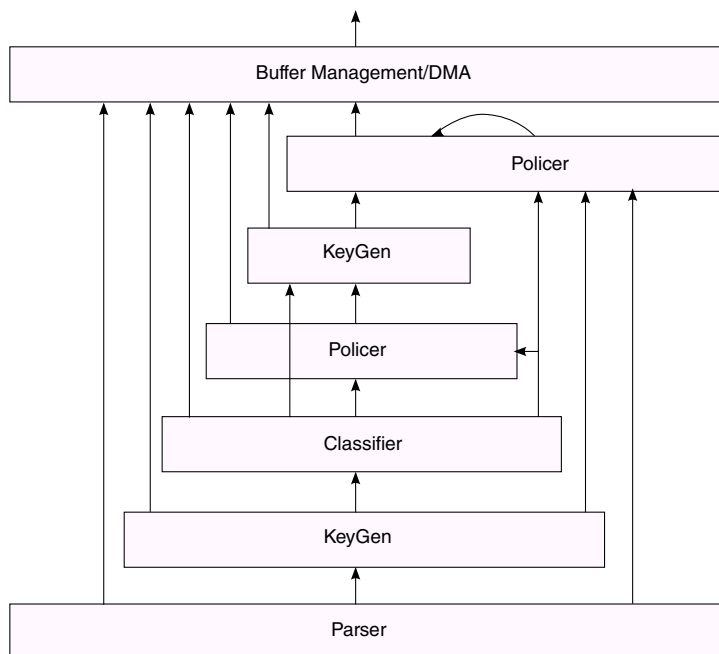 Buffer Management/DMA
Policer
KeyGen
Policer
Classifier
KeyGen
Parser